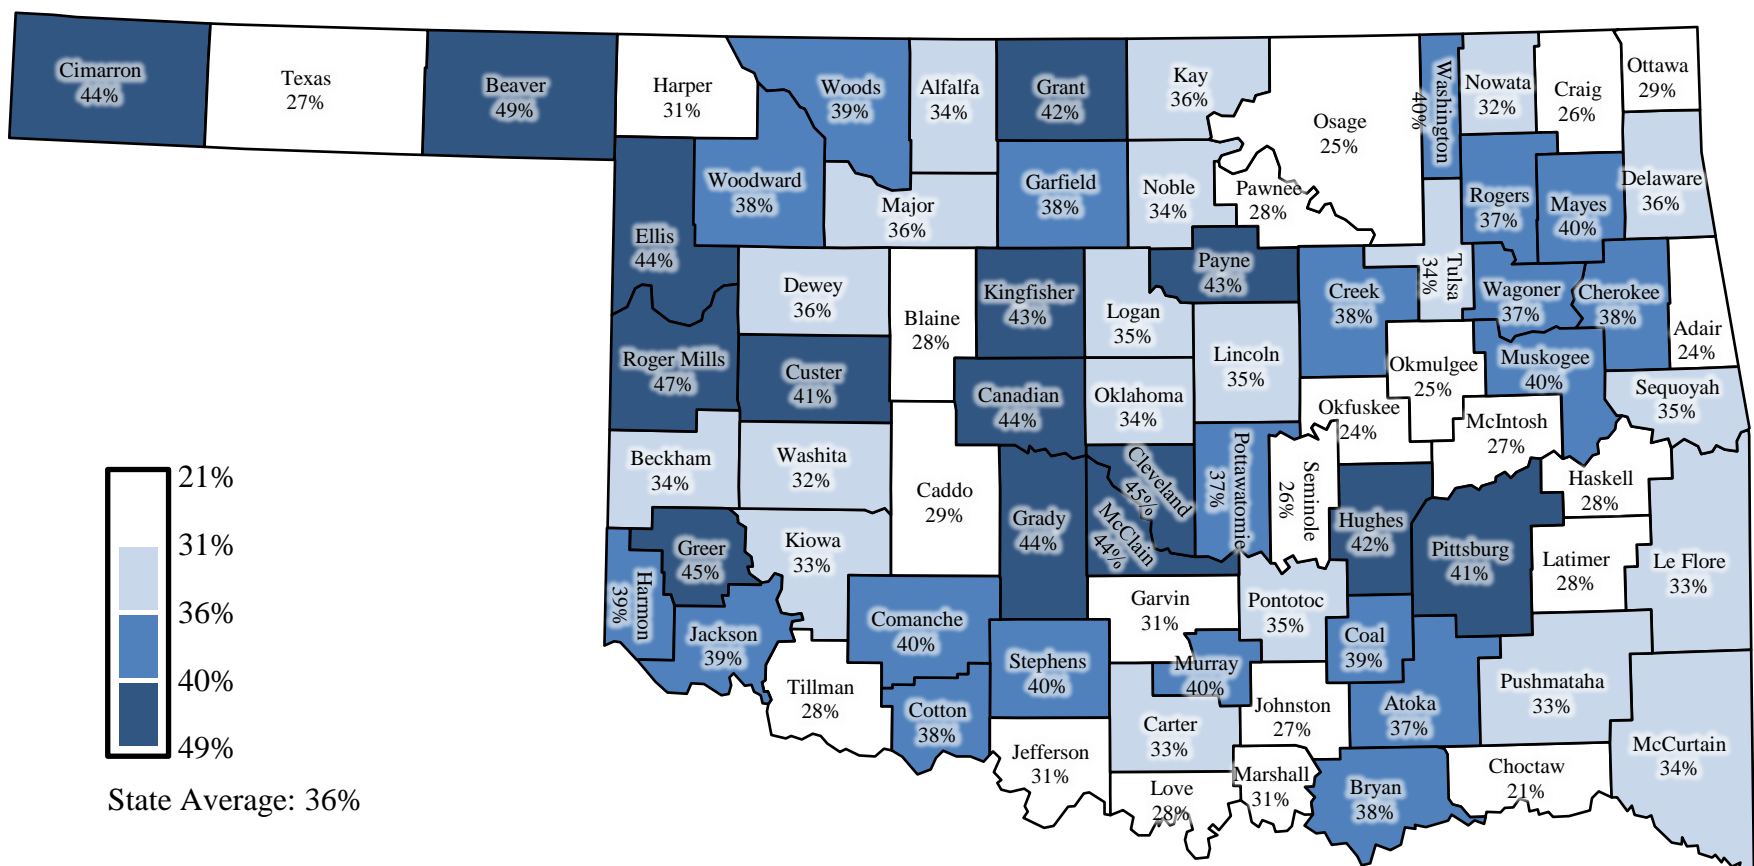 Cimarron
44%
Texas
27%
Beaver
49%
Harper
31%
Woods
39%
Alfalfa
34%
Grant
42%
Kay
36%
Osage
25%
Washington
40%
Nowata
32%
Craig
26%
Ottawa
29%
Woodward
38%
Major
36%
Garfield
38%
Noble
34%
Pawnee
28%
Rogers
37%
Mayes
40%
Delaware
36%
Ellis
44%
Dewey
36%
Blaine
28%
Kingfisher
43%
Logan
35%
Payne
43%
Creek
38%
Tulsa
34%
Wagoner
37%
Cherokee
38%
Adair
24%
Roger Mills
47%
Custer
41%
Canadian
44%
Oklahoma
34%
Lincoln
35%
Okmulgee
25%
Muskogee
40%
Sequoyah
35%
Okfuskee
24%
McIntosh
27%
Beckham
34%
Washita
32%
Caddo
29%
Grady
44%
Cleveland
45%
McClain
44%
Pottawatomie
37%
Seminole
26%
Hughes
42%
Pittsburg
41%
Haskell
28%
Latimer
28%
Le Flore
33%
Greer
45%
Kiowa
33%
Harmon
39%
Jackson
39%
Comanche
40%
Garvin
31%
Pontotoc
35%
Coal
39%
Stephens
40%
Murray
40%
Tillman
28%
Cotton
38%
Carter
33%
Johnston
27%
Atoka
37%
Pushmataha
33%
McCurtain
34%
Jefferson
31%
Love
28%
Marshall
31%
Bryan
38%
Choctaw
21%
21%
31%
36%
40%
49%
State Average: 36%